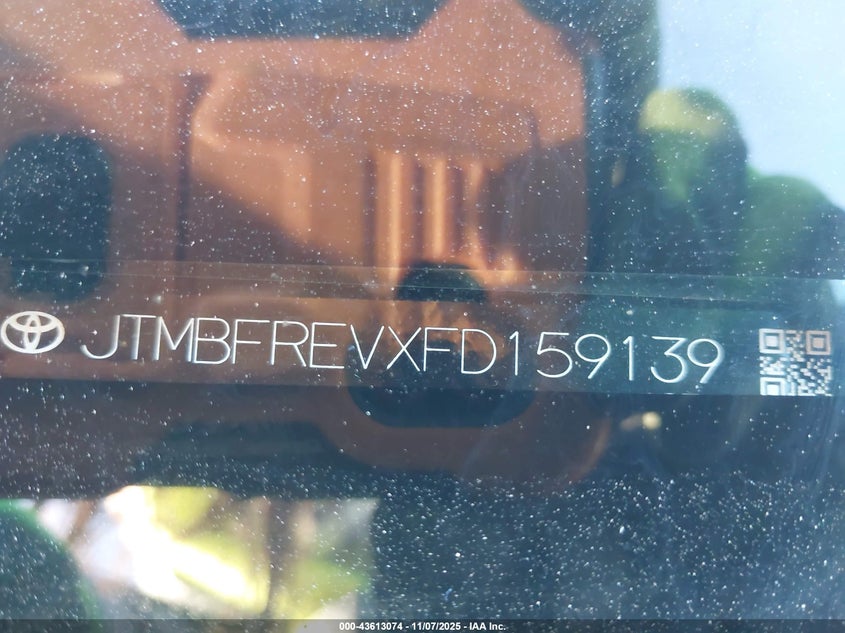 JTMBFREVXFD159139
000-43613074 - 11/07/2025 - IAA Inc.